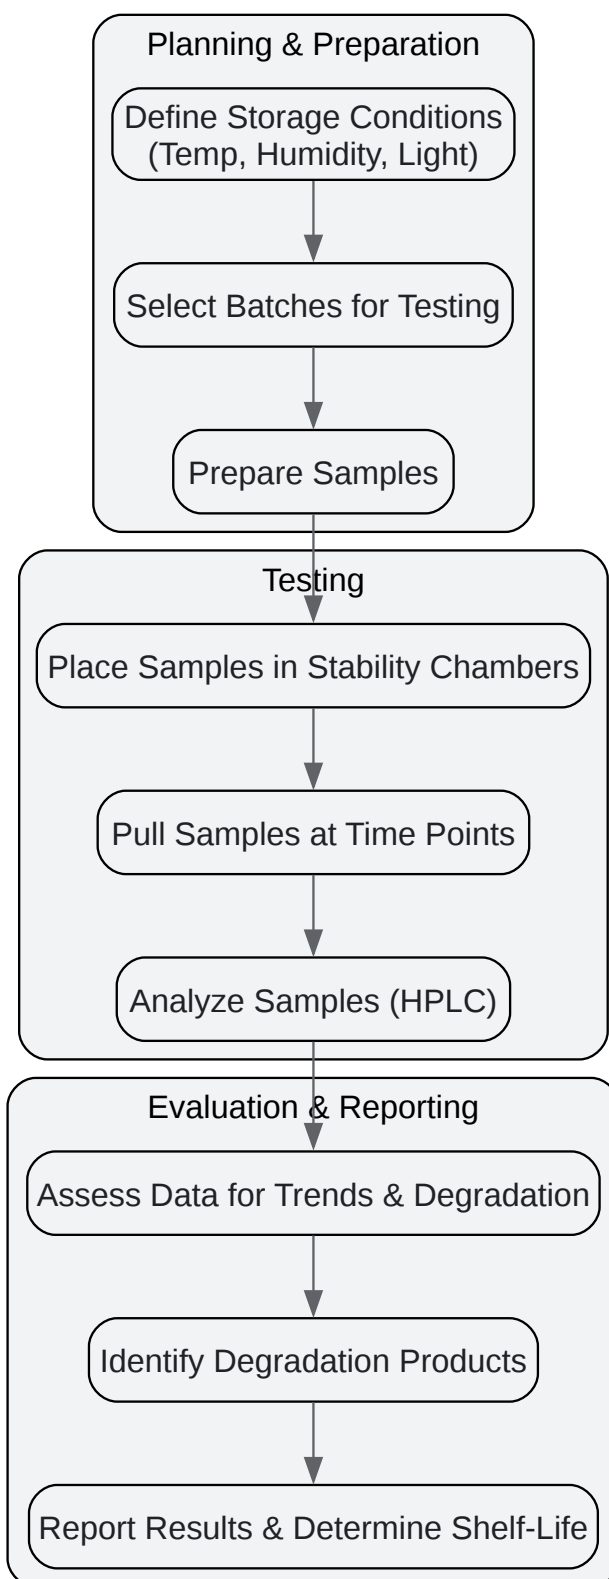 Planning & Preparation
Define Storage Conditions
(Temp, Humidity, Light)
Select Batches for Testing
Prepare Samples
Testing
Place Samples in Stability Chambers
Pull Samples at Time Points
Analyze Samples (HPLC)
Evaluation & Reporting
Assess Data for Trends & Degradation
Identify Degradation Products
Report Results & Determine Shelf-Life